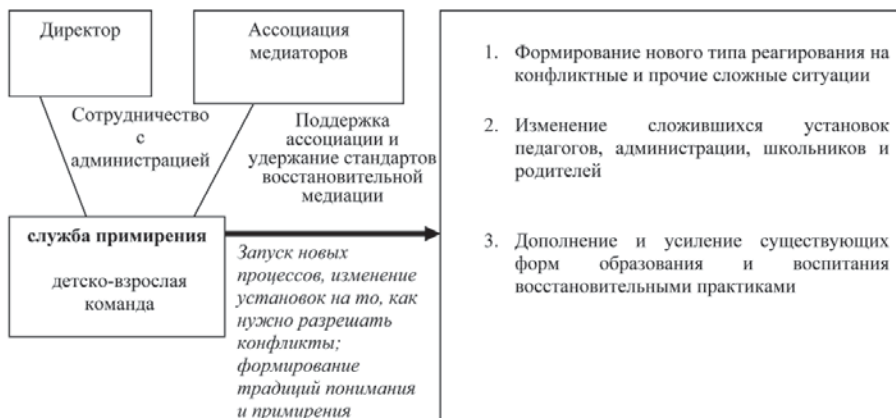 Директор
Ассоциация
медиаторов
Сотрудничество
с
администрацией
Поддержка
ассоциации и
удержание стандартов
восстановительной
медиации
служба примирения
детско-взрослая
команда
Запуск новых
процессов, изменение
установок на то, как
нужно разрешать
конфликты;
формирование
традиций понимания
и примирения
1. Формирование нового типа реагирования на
конфликтные и прочие сложные ситуации
2. Изменение сложившихся установок
педагогов, администрации, школьников и
родителей
3. Дополнение и усиление существующих
форм образования и воспитания
восстановительными практиками